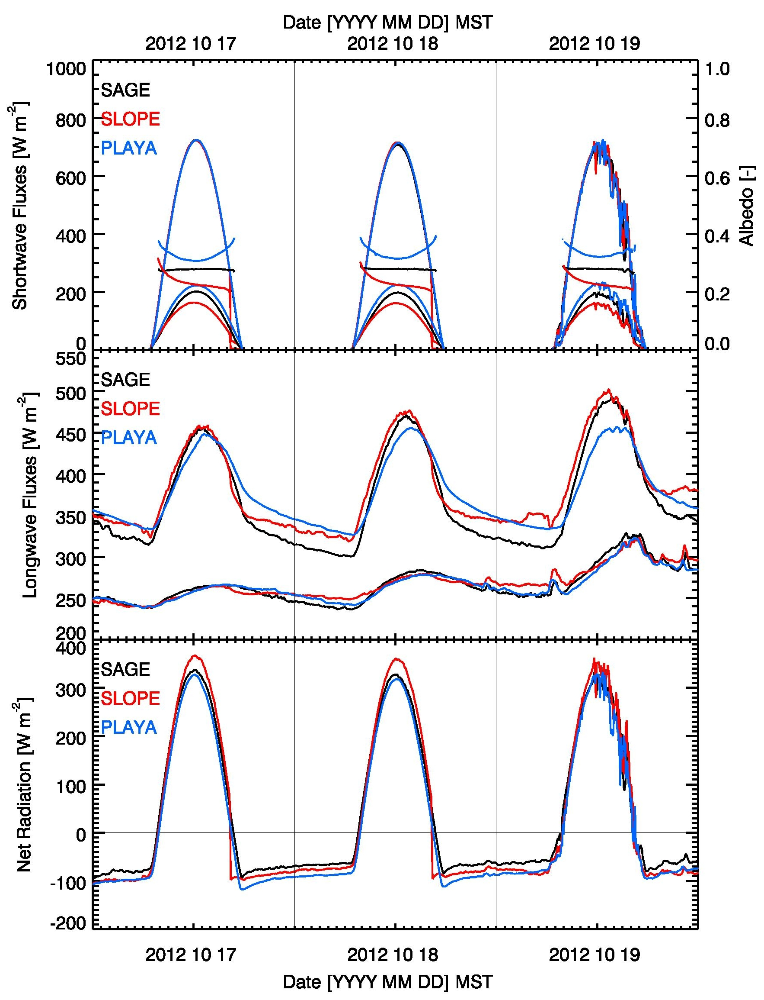 Date [YYYY MM DD] MST
2012 10 17 2012 10 18 2012 10 19
1000 1.0
SAGE
800 SLOPE 0.8
PLAYA
600 0.6
400 0.4
200 0.2
0 0.0
Shortwave Fluxes [W m-2]
Albedo [-]
550
SAGE
500
SLOPE
450 PLAYA
400
350
300
250
200
Longwave Fluxes [W m-2]
400
SAGE
300
SLOPE
PLAYA
200
100
0
-100
-200
Net Radiation [W m-2]
2012 10 17 2012 10 18 2012 10 19
Date [YYYY MM DD] MST